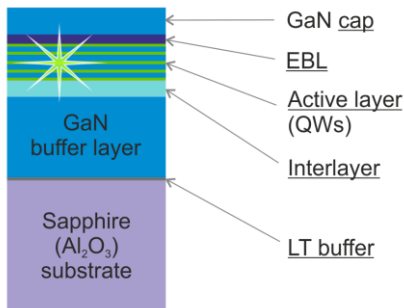 GaN cap
EBL
Active layer
(QWs)
GaN
buffer layer
Interlayer
Sapphire
(Al₂O₃)
substrate
LT buffer